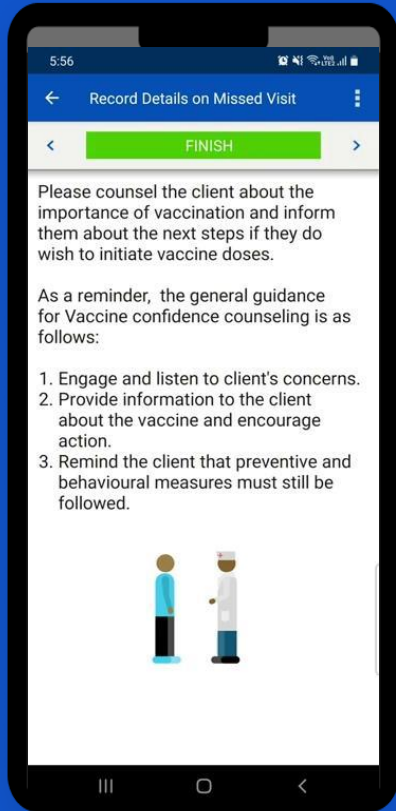 5:56
Record Details on Missed Visit
FINISH
Please counsel the client about the
importance of vaccination and inform
them about the next steps if they do
wish to initiate vaccine doses.
As a reminder, the general guidance
for Vaccine confidence counseling is as
follows:
1. Engage and listen to client's concerns.
2. Provide information to the client
about the vaccine and encourage
action.
3. Remind the client that preventive and
behavioural measures must still be
followed.